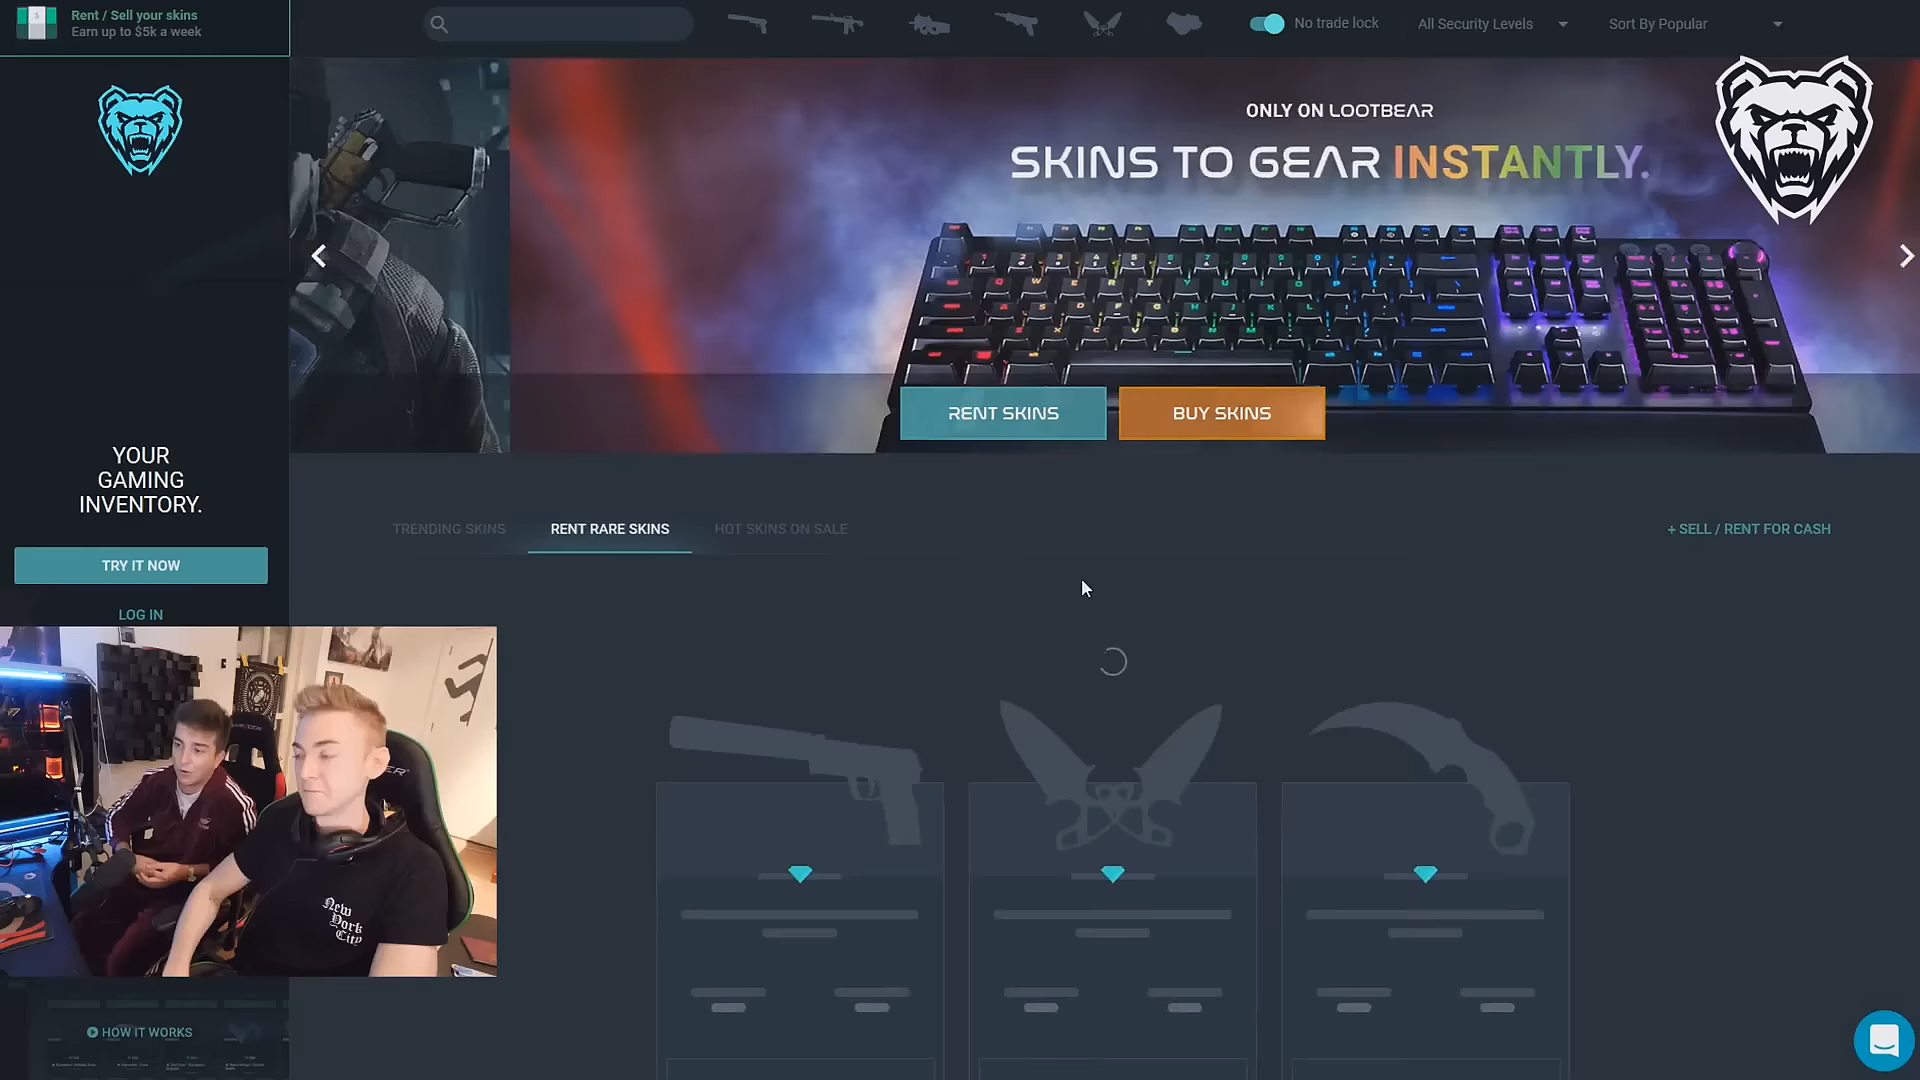 Rent / Sell your skins
Earn up to $5k a week
No trade lock
All Security Levels
Sort By Popular
ONLY ON LOOTBEAR
SKINS TO GEAR INSTANTLY.
RENT SKINS
BUY SKINS
YOUR
GAMING
INVENTORY.
TRY IT NOW
LOG IN
TRENDING SKINS
RENT RARE SKINS
HOT SKINS ON SALE
+ SELL / RENT FOR CASH
New
York
City
HOW IT WORKS